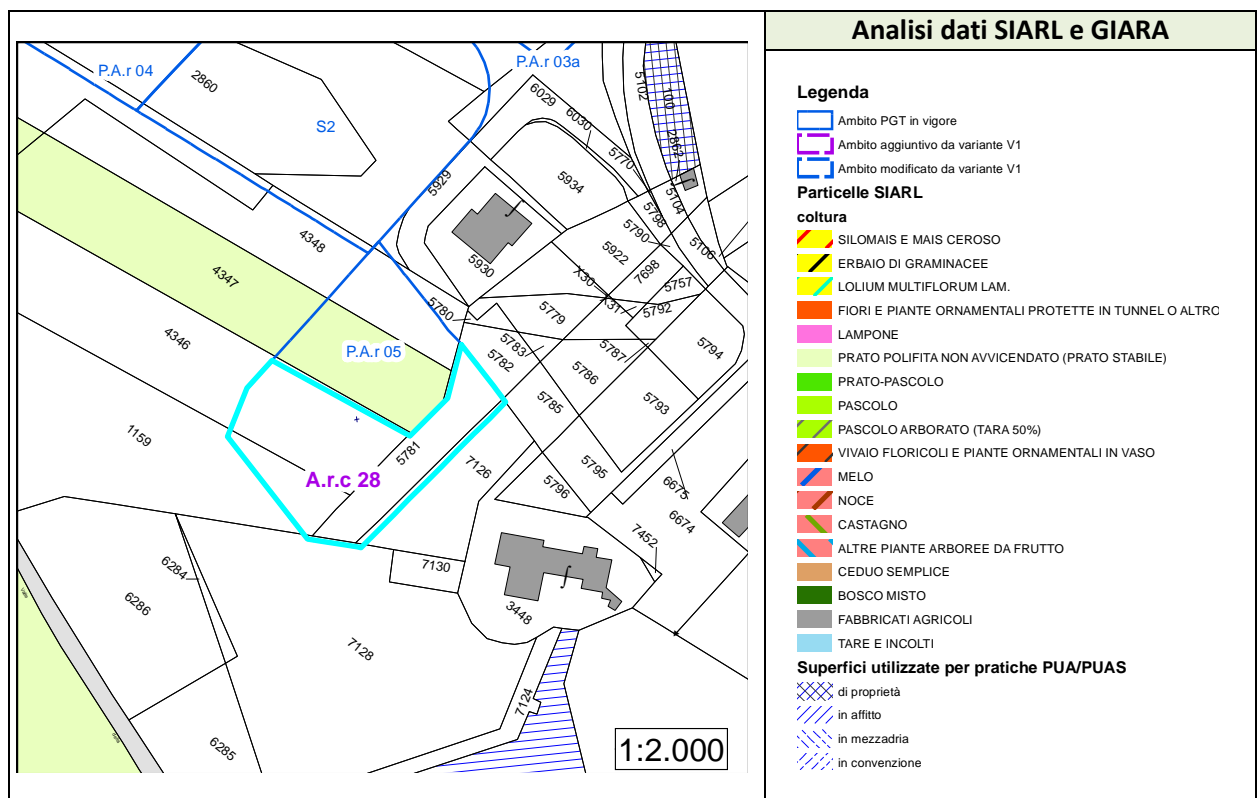 Analisi dati SIARL e GIARA
P.A.r 04
P.A.r 03a
2860
S2
6029
6030
5102
100
2862
5770
5934
5929
5104
5798
5790
5106
5922
7698
5757
4348
5930
X30
X31
5792
4347
5780
5779
5794
P.A.r 05
5783
5782
5787
5786
4346
5785
5793
1159
5781
A.r.c 28
7126
5795
5796
6675
6674
7452
6284
7130
6286
3448
7128
7124
6285
1:2.000
Legenda
Ambito PGT in vigore
Ambito aggiuntivo da variante V1
Ambito modificato da variante V1
Particelle SIARL
coltura
SILOMAIS E MAIS CEROSO
ERBAIO DI GRAMINACEE
LOLIUM MULTIFLORUM LAM.
FIORI E PIANTE ORNAMENTALI PROTETTE IN TUNNEL O ALTRO
LAMPONE
PRATO POLIFITA NON AVVICENDATO (PRATO STABILE)
PRATO-PASCOLO
PASCOLO
PASCOLO ARBORATO (TARA 50%)
VIVAIO FLORICOLI E PIANTE ORNAMENTALI IN VASO
MELO
NOCE
CASTAGNO
ALTRE PIANTE ARBOREE DA FRUTTO
CEDUO SEMPLICE
BOSCO MISTO
FABBRICATI AGRICOLI
TARE E INCOLTI
Superfici utilizzate per pratiche PUA/PUAS
di proprietà
in affitto
in mezzadria
in convenzione